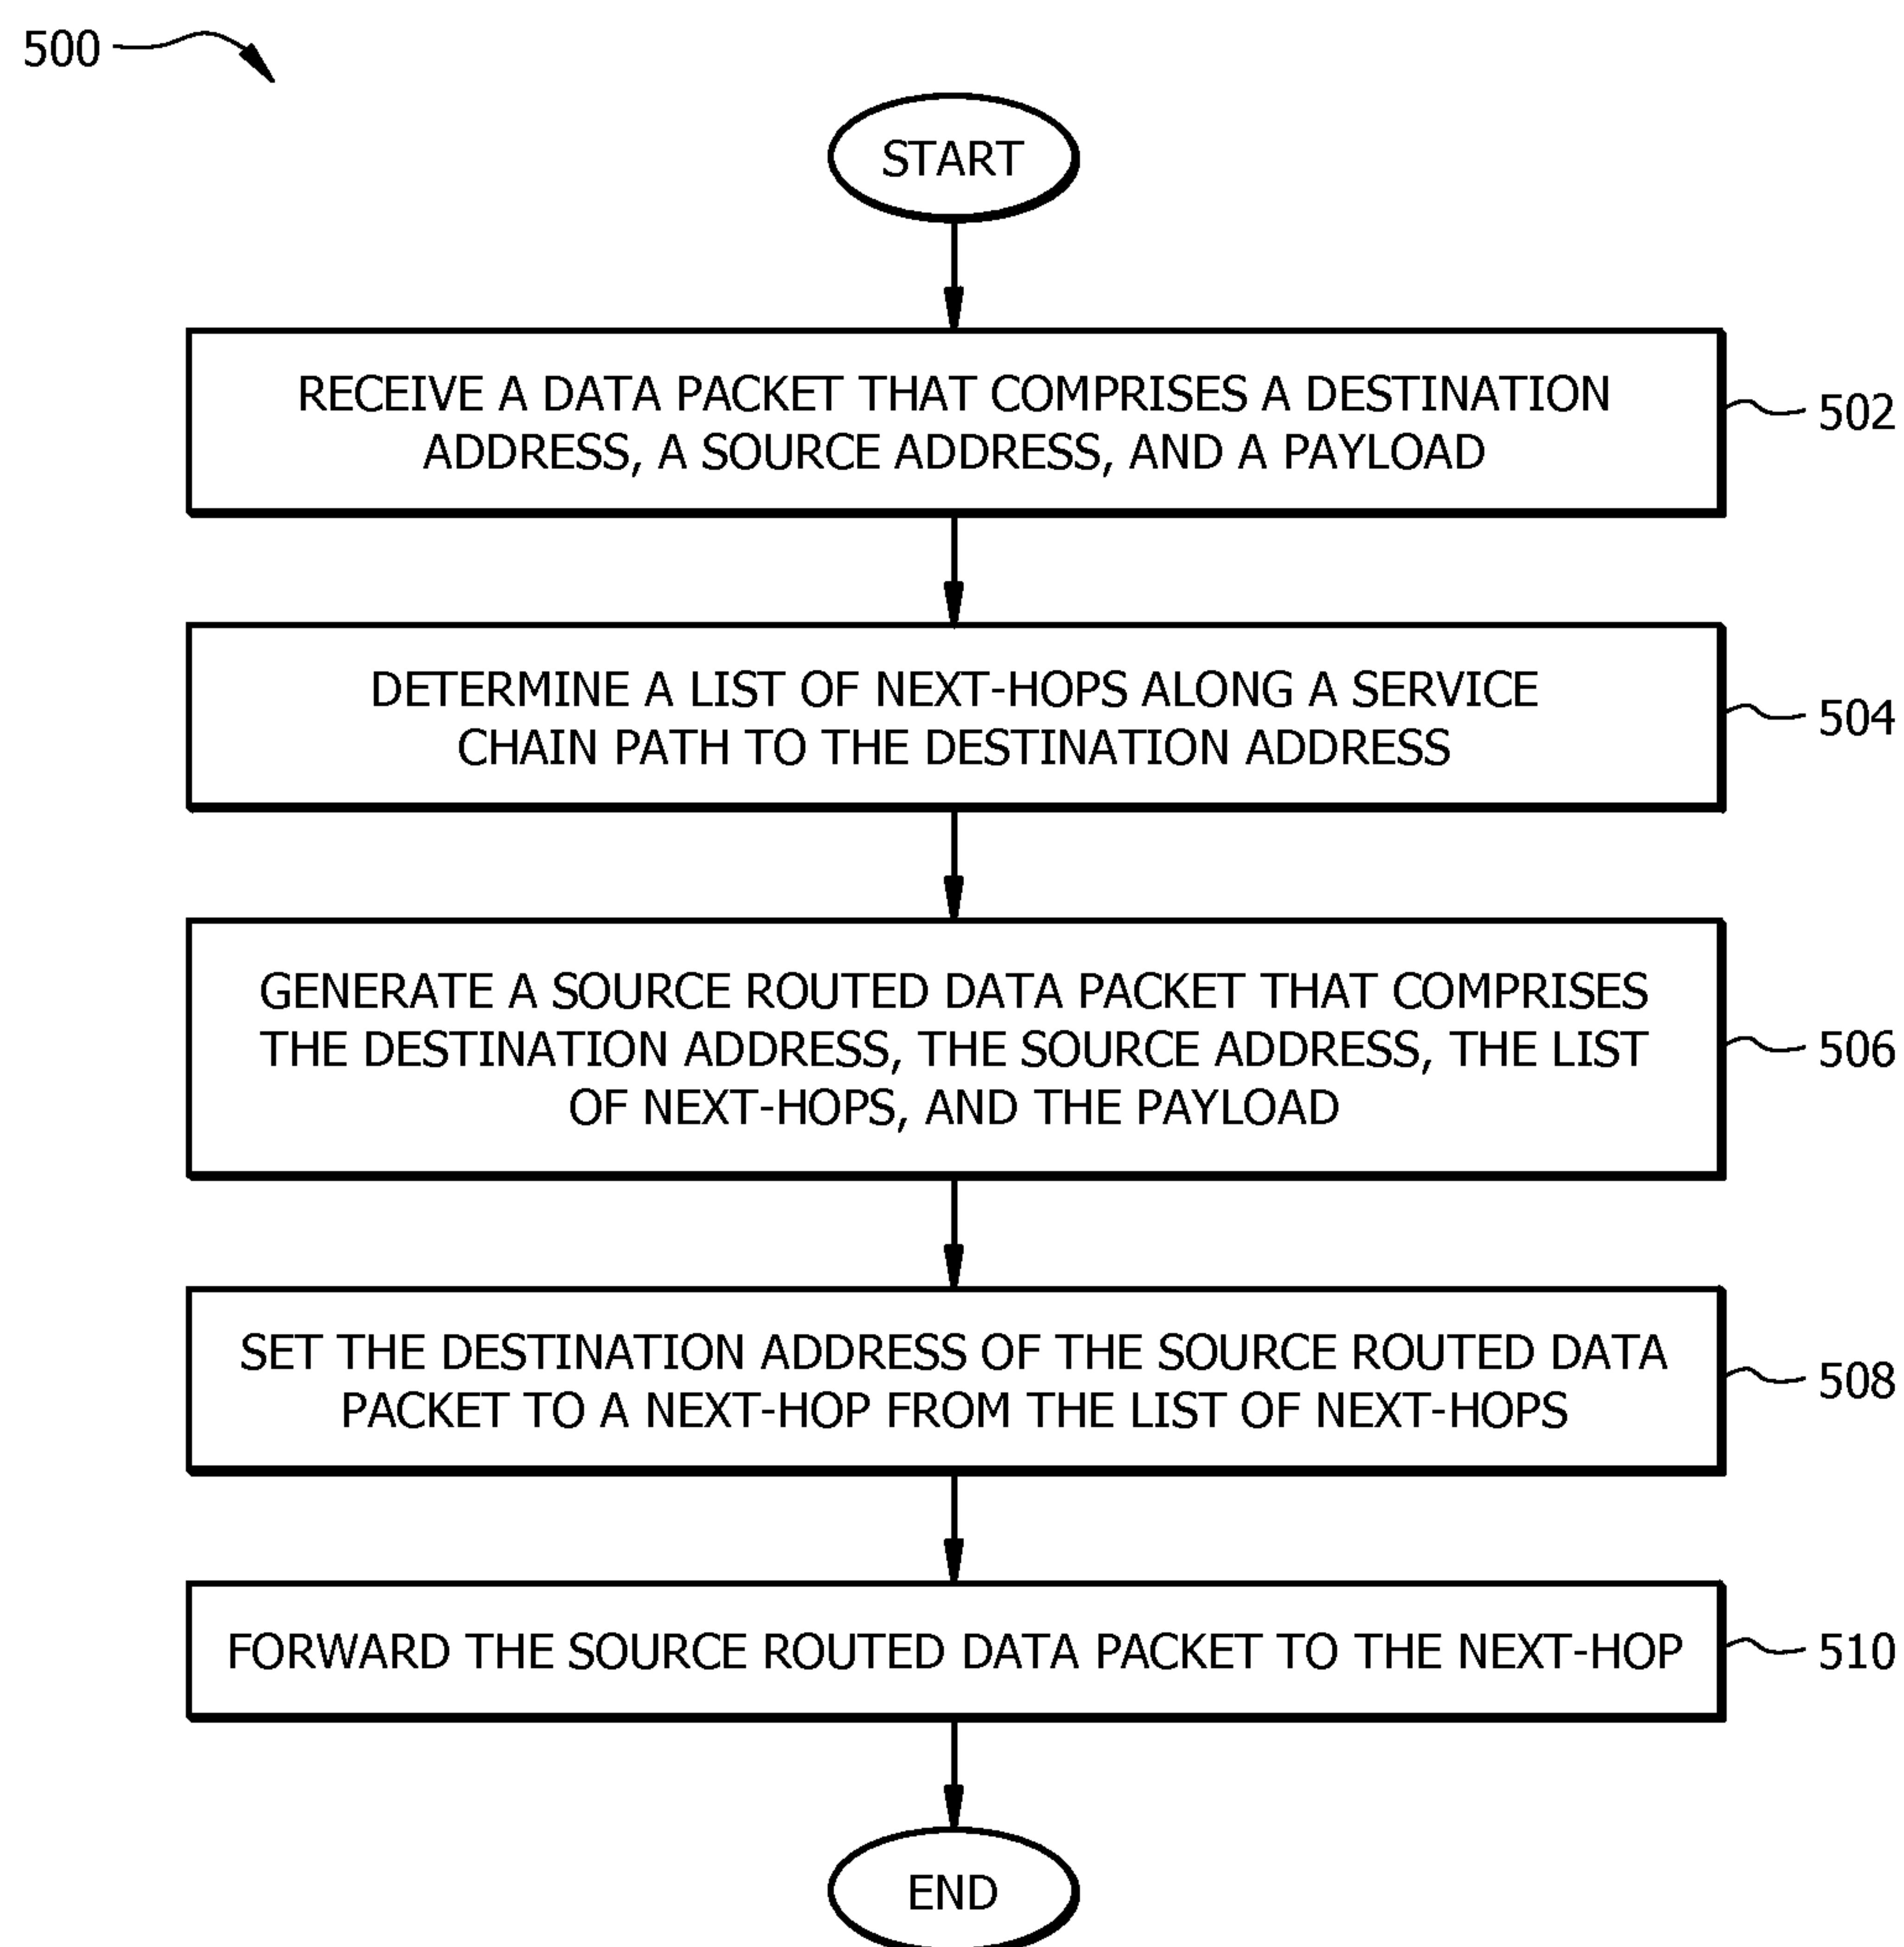 500
START
RECEIVE A DATA PACKET THAT COMPRISES A DESTINATION
ADDRESS, A SOURCE ADDRESS, AND A PAYLOAD
502
DETERMINE A LIST OF NEXT-HOPS ALONG A SERVICE
CHAIN PATH TO THE DESTINATION ADDRESS
504
GENERATE A SOURCE ROUTED DATA PACKET THAT COMPRISES
THE DESTINATION ADDRESS, THE SOURCE ADDRESS, THE LIST
OF NEXT-HOPS, AND THE PAYLOAD
506
SET THE DESTINATION ADDRESS OF THE SOURCE ROUTED DATA
PACKET TO A NEXT-HOP FROM THE LIST OF NEXT-HOPS
508
FORWARD THE SOURCE ROUTED DATA PACKET TO THE NEXT-HOP
510
END